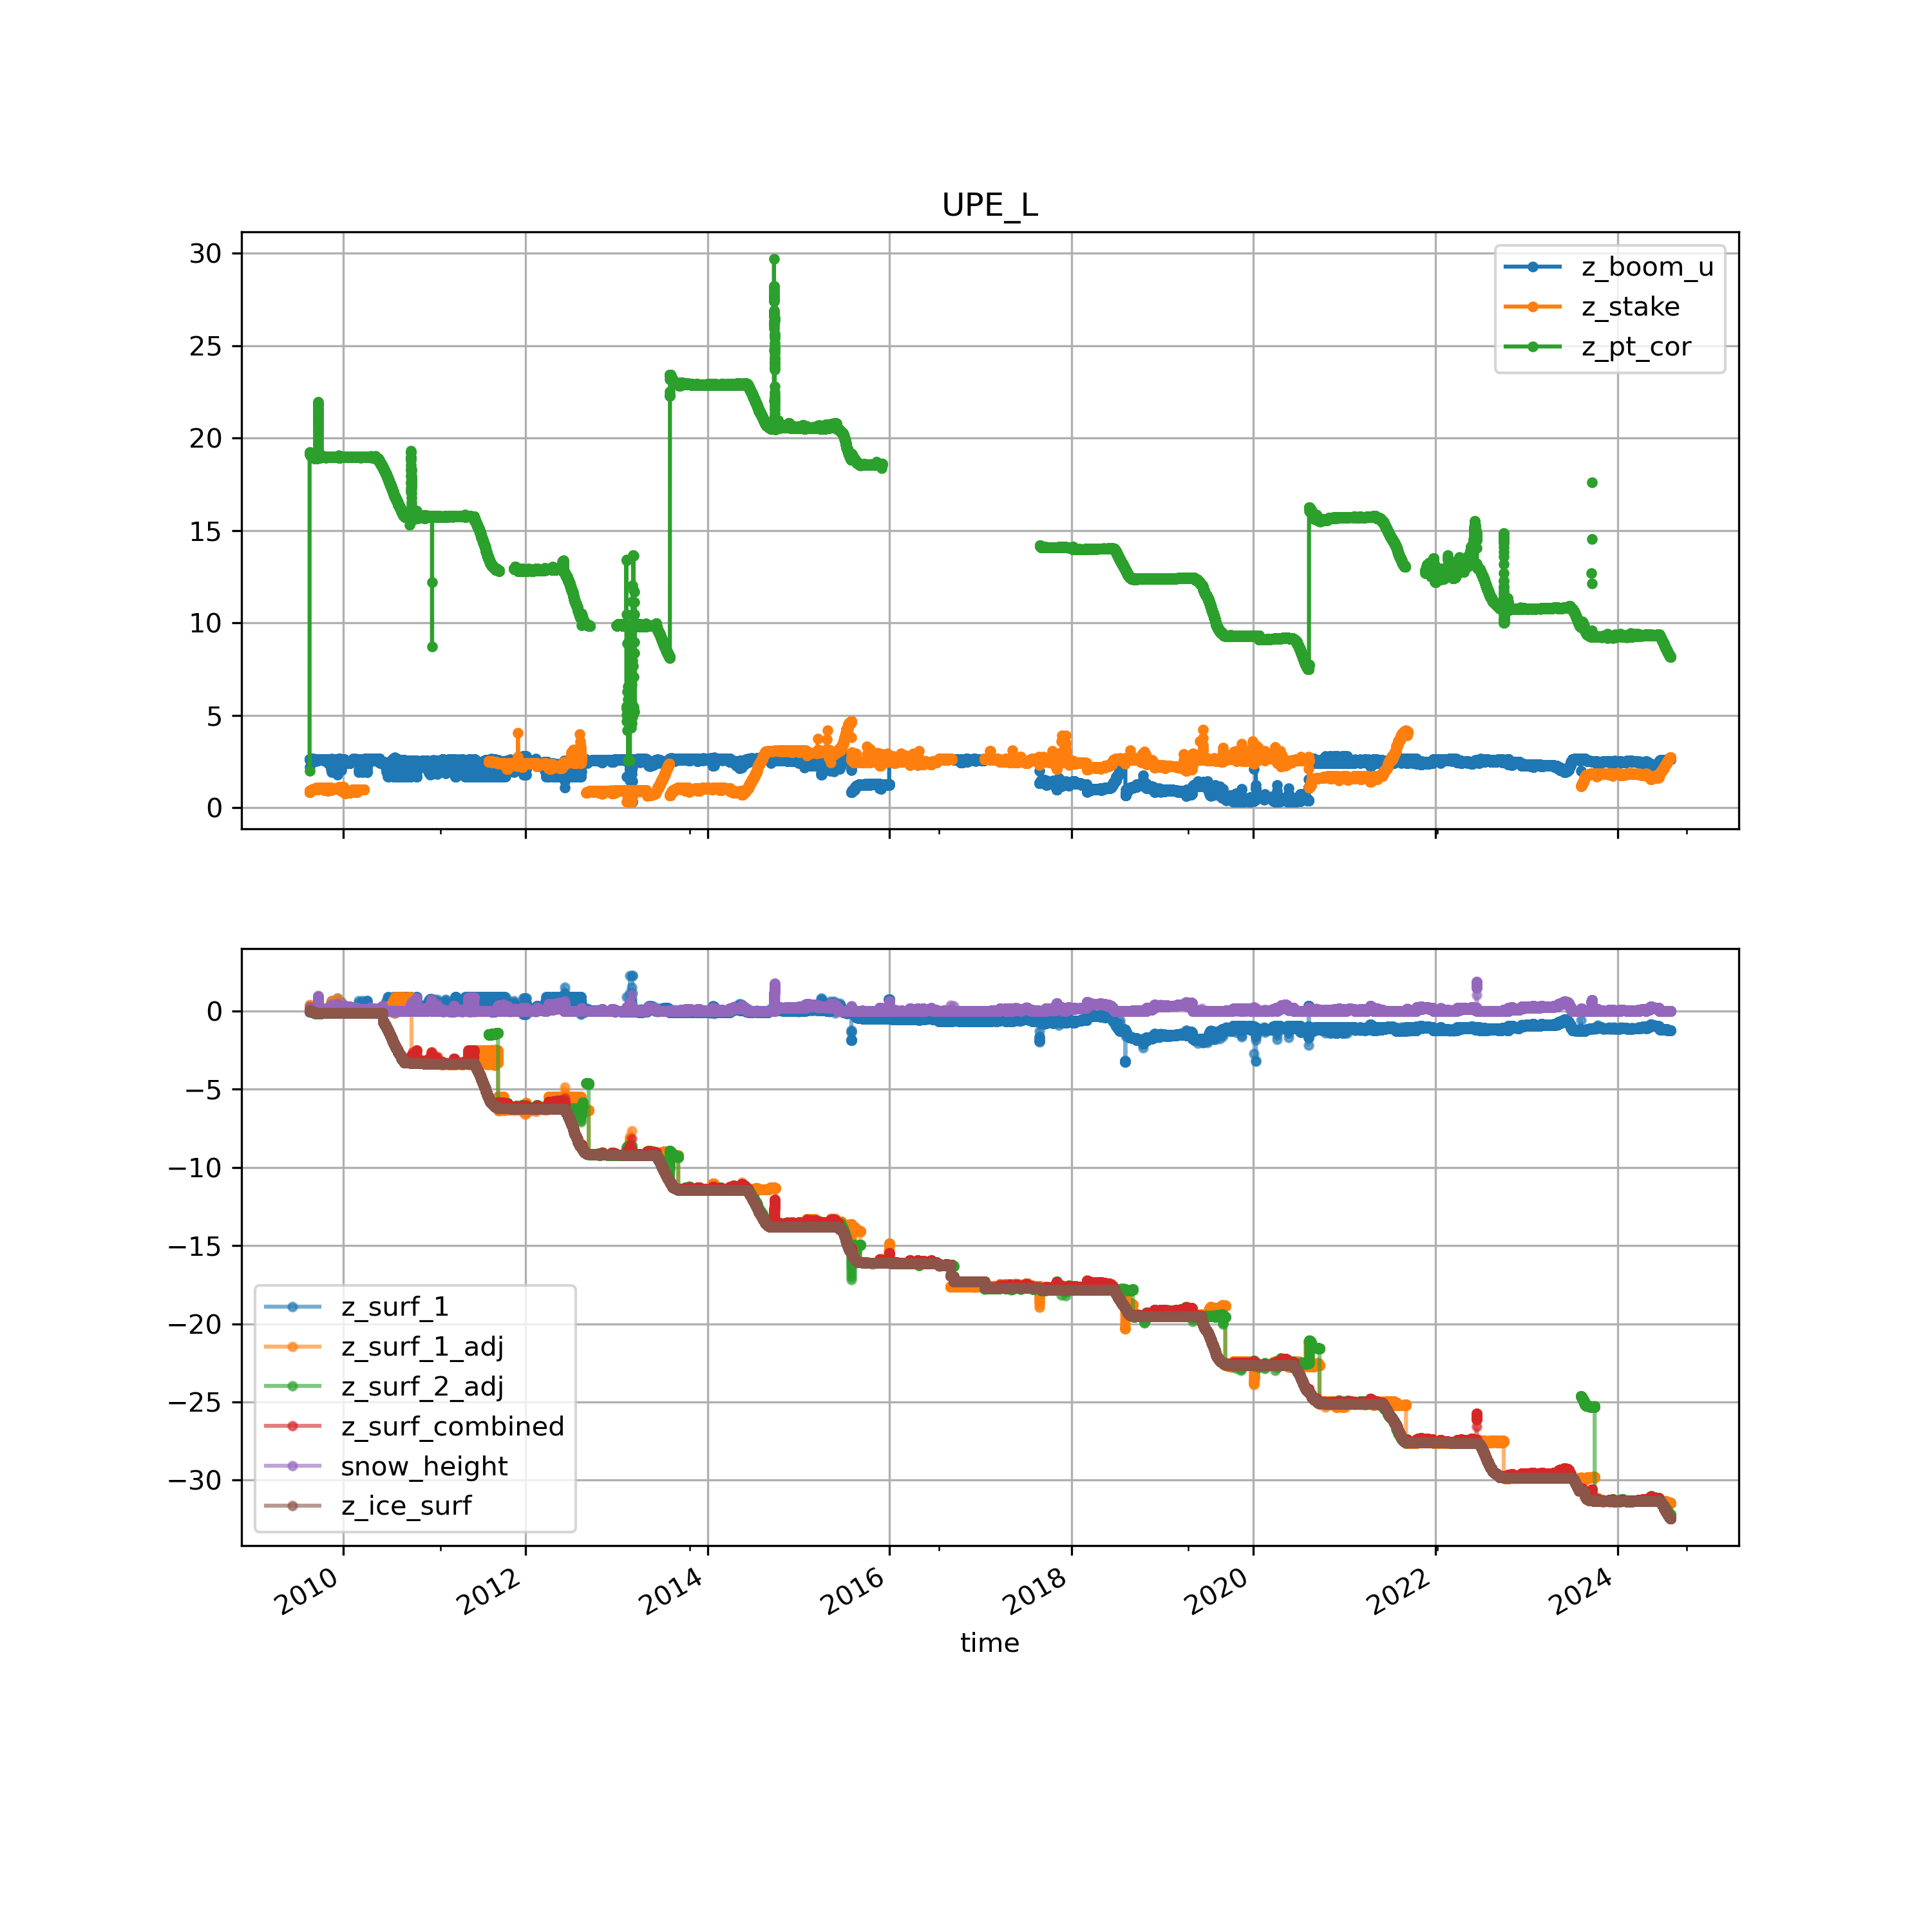 UPE_L
30
25
20
15
10
5
0
z_boom_u
z_stake
z_pt_cor
0
−5
−10
−15
−20
−25
−30
z_surf_1
z_surf_1_adj
z_surf_2_adj
z_surf_combined
snow_height
z_ice_surf
2010
2012
2014
2016
2018
2020
2022
2024
time